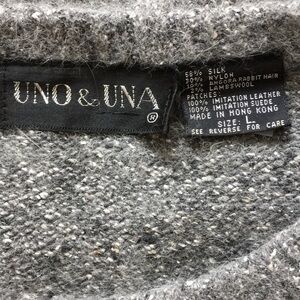 UNO & UNA
®
58% SILK
20% NYLON
ANGORA RABBIT HAIR
LAMBSWOOL
PATCHES:
100% IMITATION LEATHER
100% IMITATION SUEDE
MADE IN HONG KONG
SIZE: L
SEE REVERSE FOR CARE